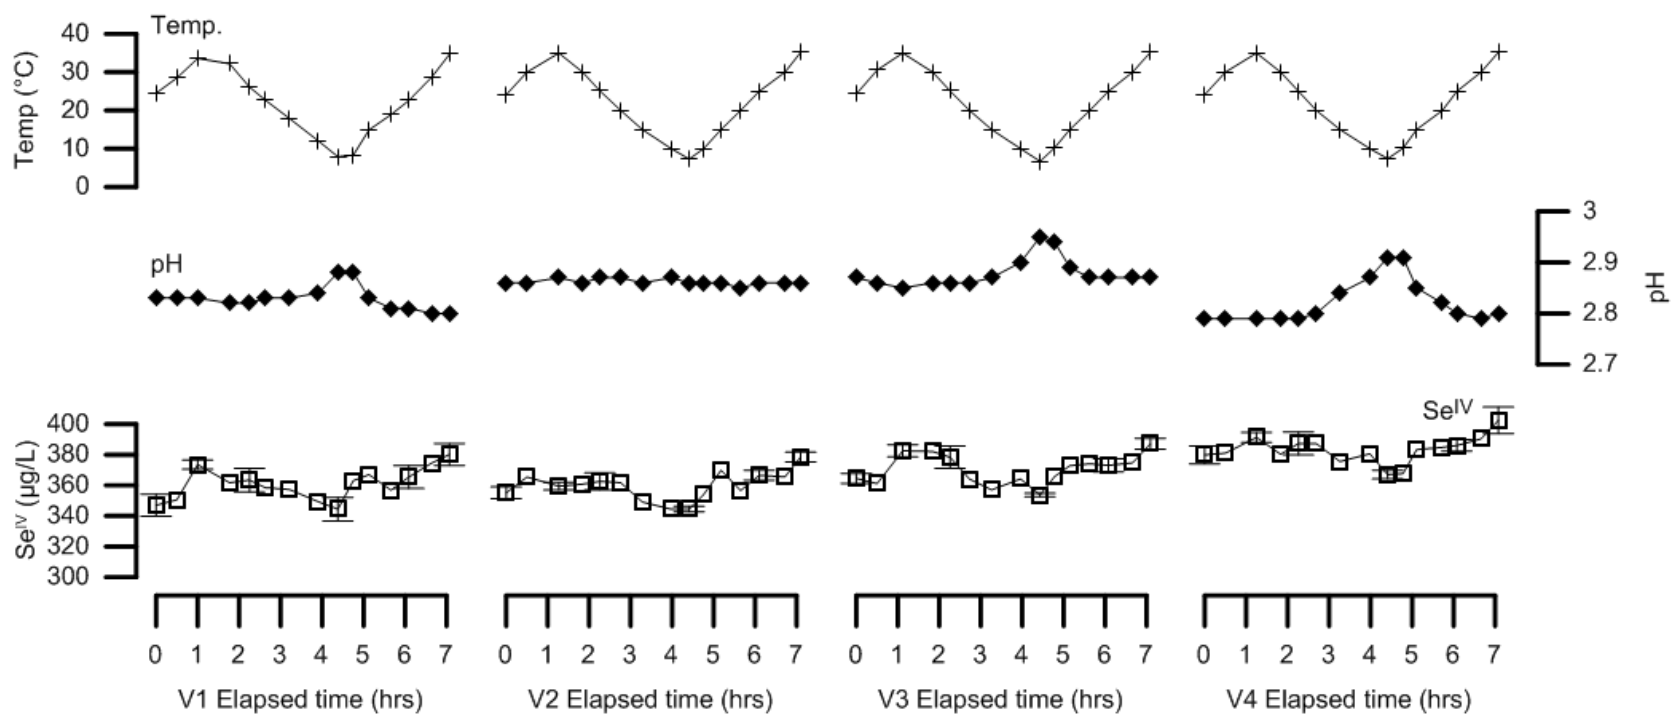 Temp.
40
30
20
10
0
Temp (°C)
pH
3
2.9
2.8
2.7
pH
Se^IV
400
380
360
340
320
300
Se^IV (µg/L)
0 1 2 3 4 5 6 7 0 1 2 3 4 5 6 7 0 1 2 3 4 5 6 7 0 1 2 3 4 5 6 7
V1 Elapsed time (hrs) V2 Elapsed time (hrs) V3 Elapsed time (hrs) V4 Elapsed time (hrs)